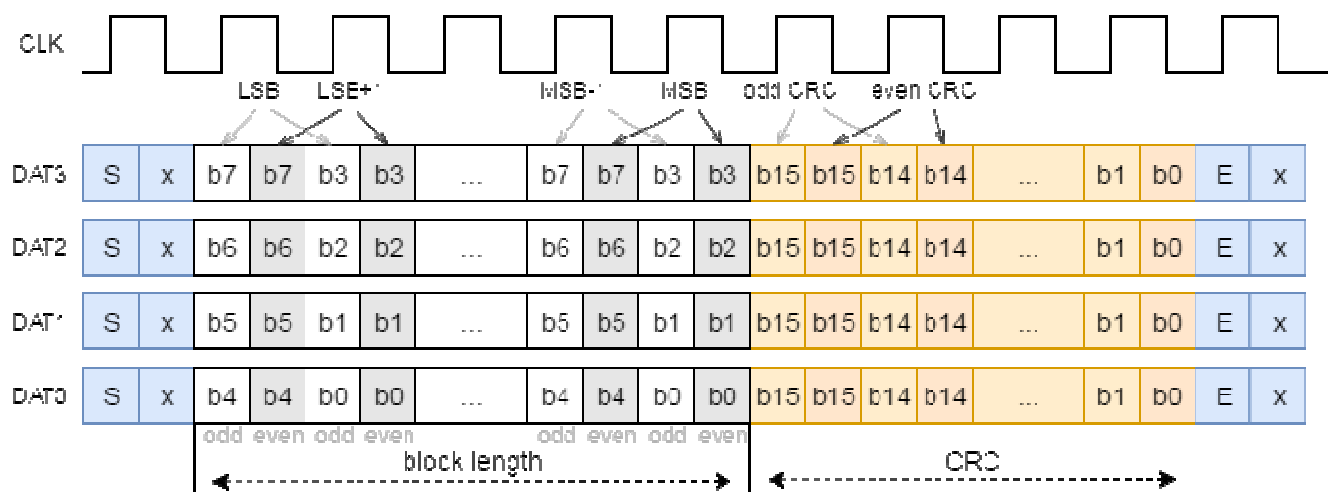 CLK
LSB LSB+1 MSB-1 MSB odd CRC even CRC
DAT3 S x b7 b7 b3 b3 ... b7 b7 b3 b3 b15 b15 b14 b14 ... b1 b0 E x
DAT2 S x b6 b6 b2 b2 ... b6 b6 b2 b2 b15 b15 b14 b14 ... b1 b0 E x
DAT1 S x b5 b5 b1 b1 ... b5 b5 b1 b1 b15 b15 b14 b14 ... b1 b0 E x
DAT0 S x b4 b4 b0 b0 ... b4 b4 b0 b0 b15 b15 b14 b14 ... b1 b0 E x
odd even odd even odd even odd even
block length CRC